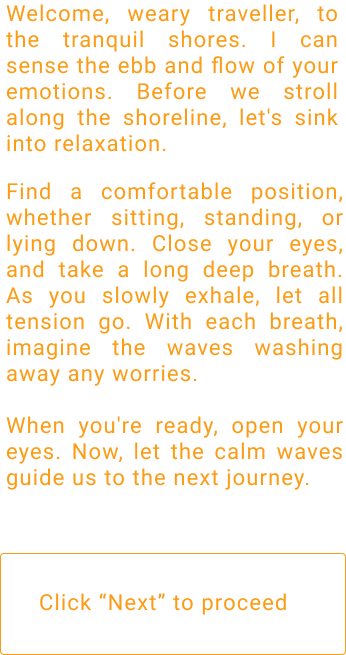 Welcome, weary traveller, to
the tranquil shores. I can
sense the ebb and flow of your
emotions. Before we stroll
along the shoreline, let's sink
into relaxation.
Find a comfortable position,
whether sitting, standing, or
lying down. Close your eyes,
and take a long deep breath.
As you slowly exhale, let all
tension go. With each breath,
imagine the waves washing
away any worries.
When you're ready, open your
eyes. Now, let the calm waves
guide us to the next journey.
Click “Next” to proceed